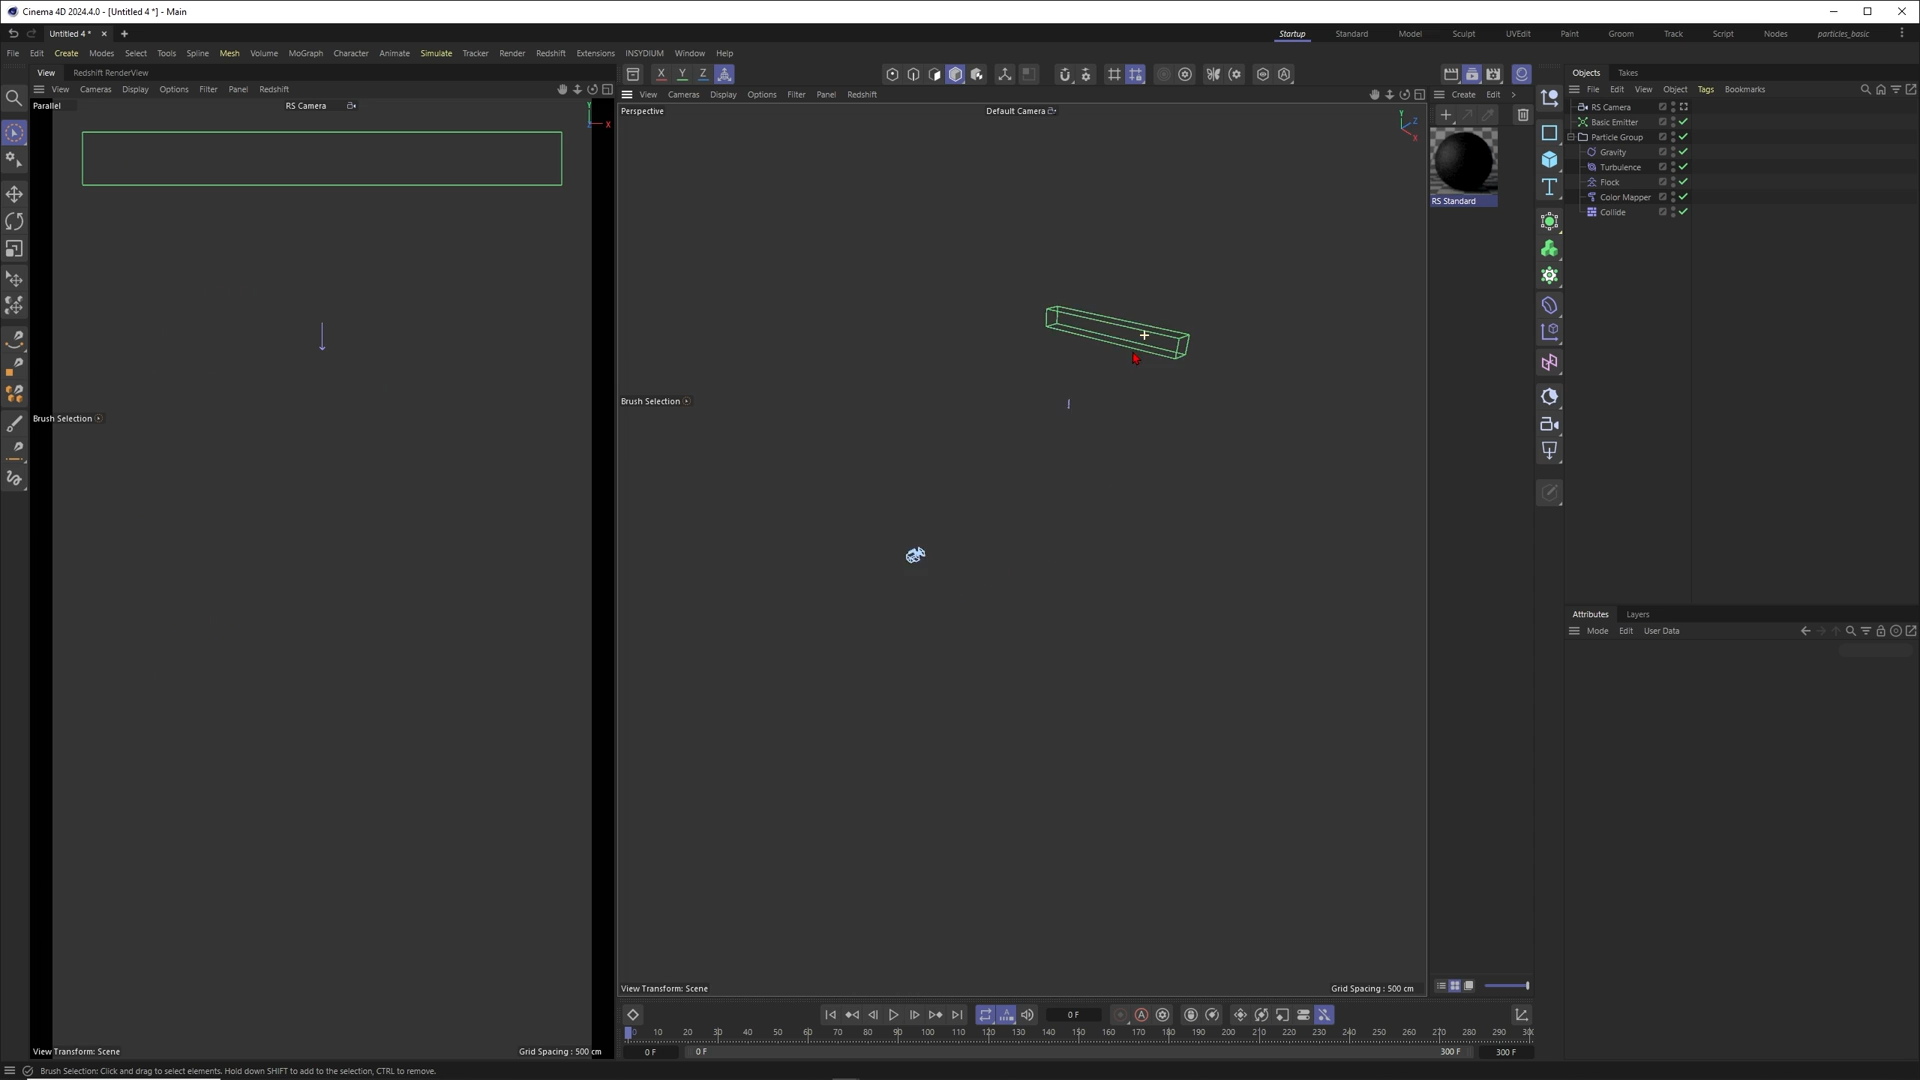 Cinema 4D 2024.4.0 - [Untitled 4 *] - Main
Untitled 4 *
Startup Standard Model Sculpt UVEdit Paint Groom Track Script Nodes particles_basic
File Edit Create Modes Select Tools Spline Mesh Volume MoGraph Character Animate Simulate Tracker Render Redshift Extensions INSYDIUM Window Help
View Redshift RenderView
X Y Z
Objects Takes
View Cameras Display Options Filter Panel Redshift
View Cameras Display Options Filter Panel Redshift
Create Edit
File Edit View Object Tags Bookmarks
Parallel RS Camera
Y
X
Perspective Default Camera
Y
Z
X
RS Standard
RS Camera
Basic Emitter
Particle Group
Gravity
Turbulence
Flock
Color Mapper
Collide
Brush Selection
Brush Selection
Attributes Layers
Mode Edit User Data
View Transform: Scene
Grid Spacing : 500 cm
View Transform: Scene
Grid Spacing : 500 cm
0 F
0 10 20 30 40 50 60 70 80 90 100 110 120 130 140 150 160 170 180 190 200 210 220 230 240 250 260 270 280 290
0 F 0 F 300 F 300 F
Brush Selection: Click and drag to select elements. Hold down SHIFT to add to the selection, CTRL to remove.